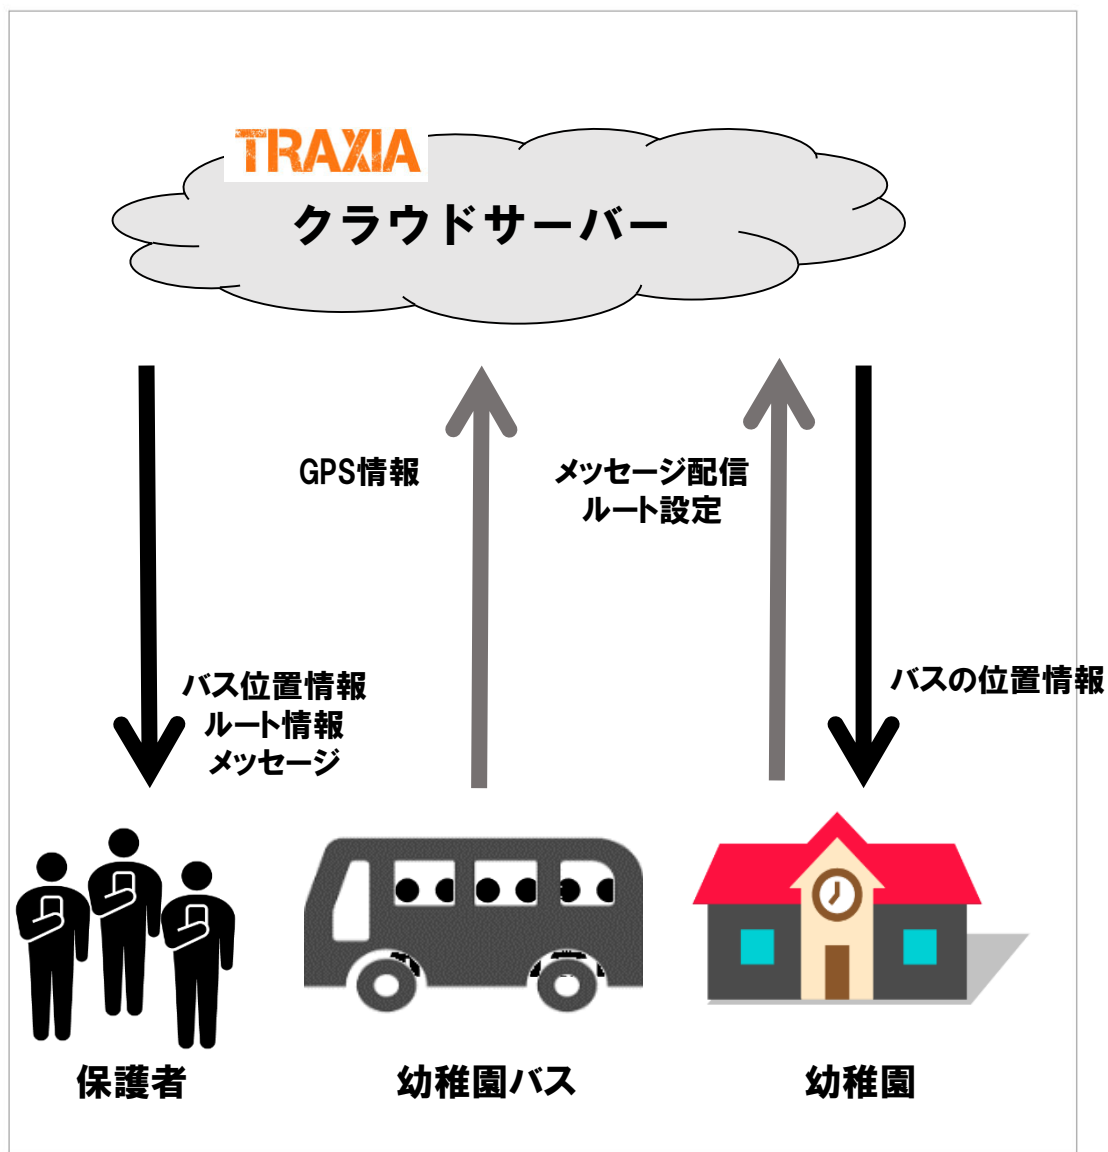 TRAXIA
クラウドサーバー
GPS情報
メッセージ配信
ルート設定
バス位置情報
ルート情報
メッセージ
バスの位置情報
保護者
幼稚園バス
幼稚園